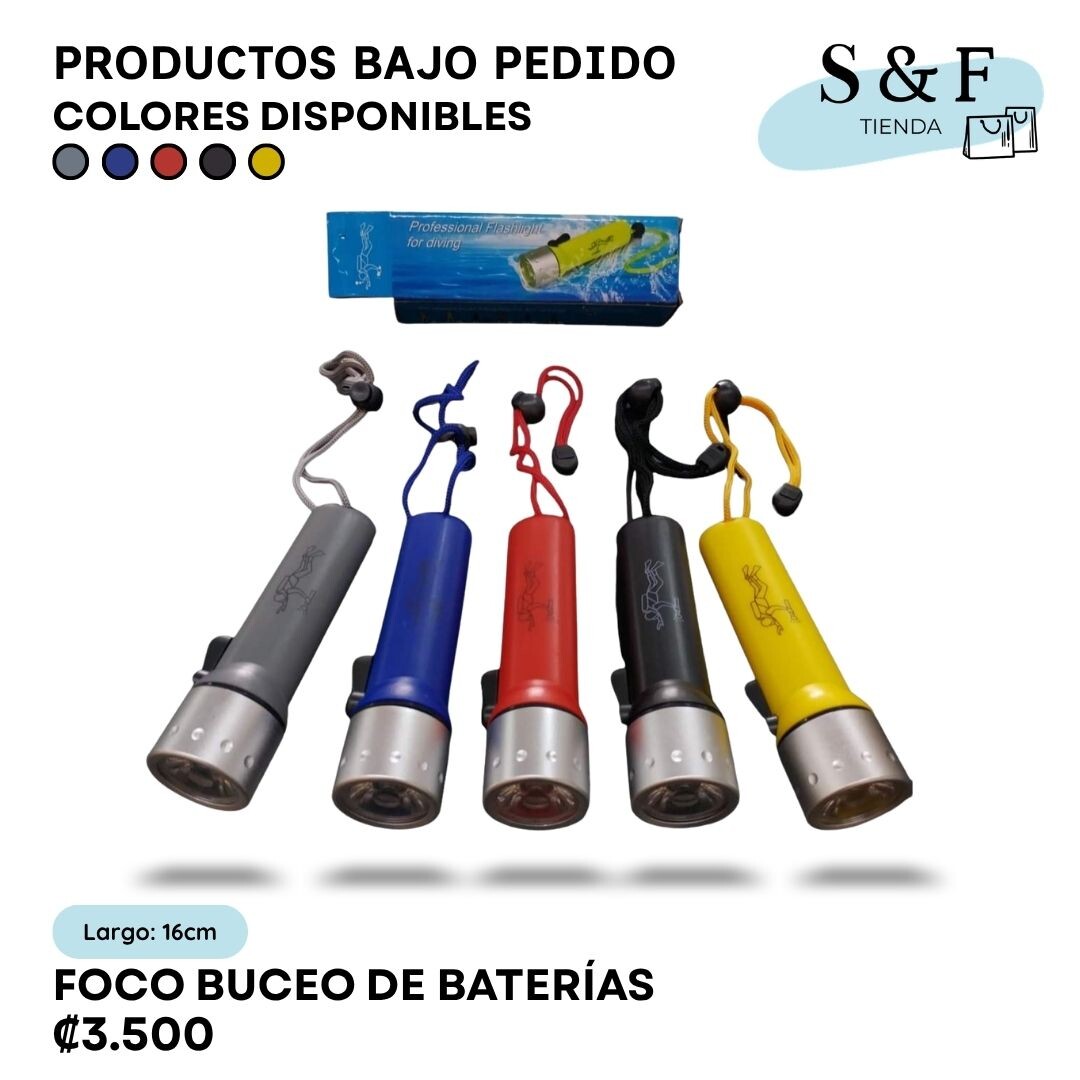 PRODUCTOS BAJO PEDIDO
COLORES DISPONIBLES
S & F
TIENDA
Professional Flashlight
for diving
Largo: 16cm
FOCO BUCEO DE BATERÍAS
₡3.500